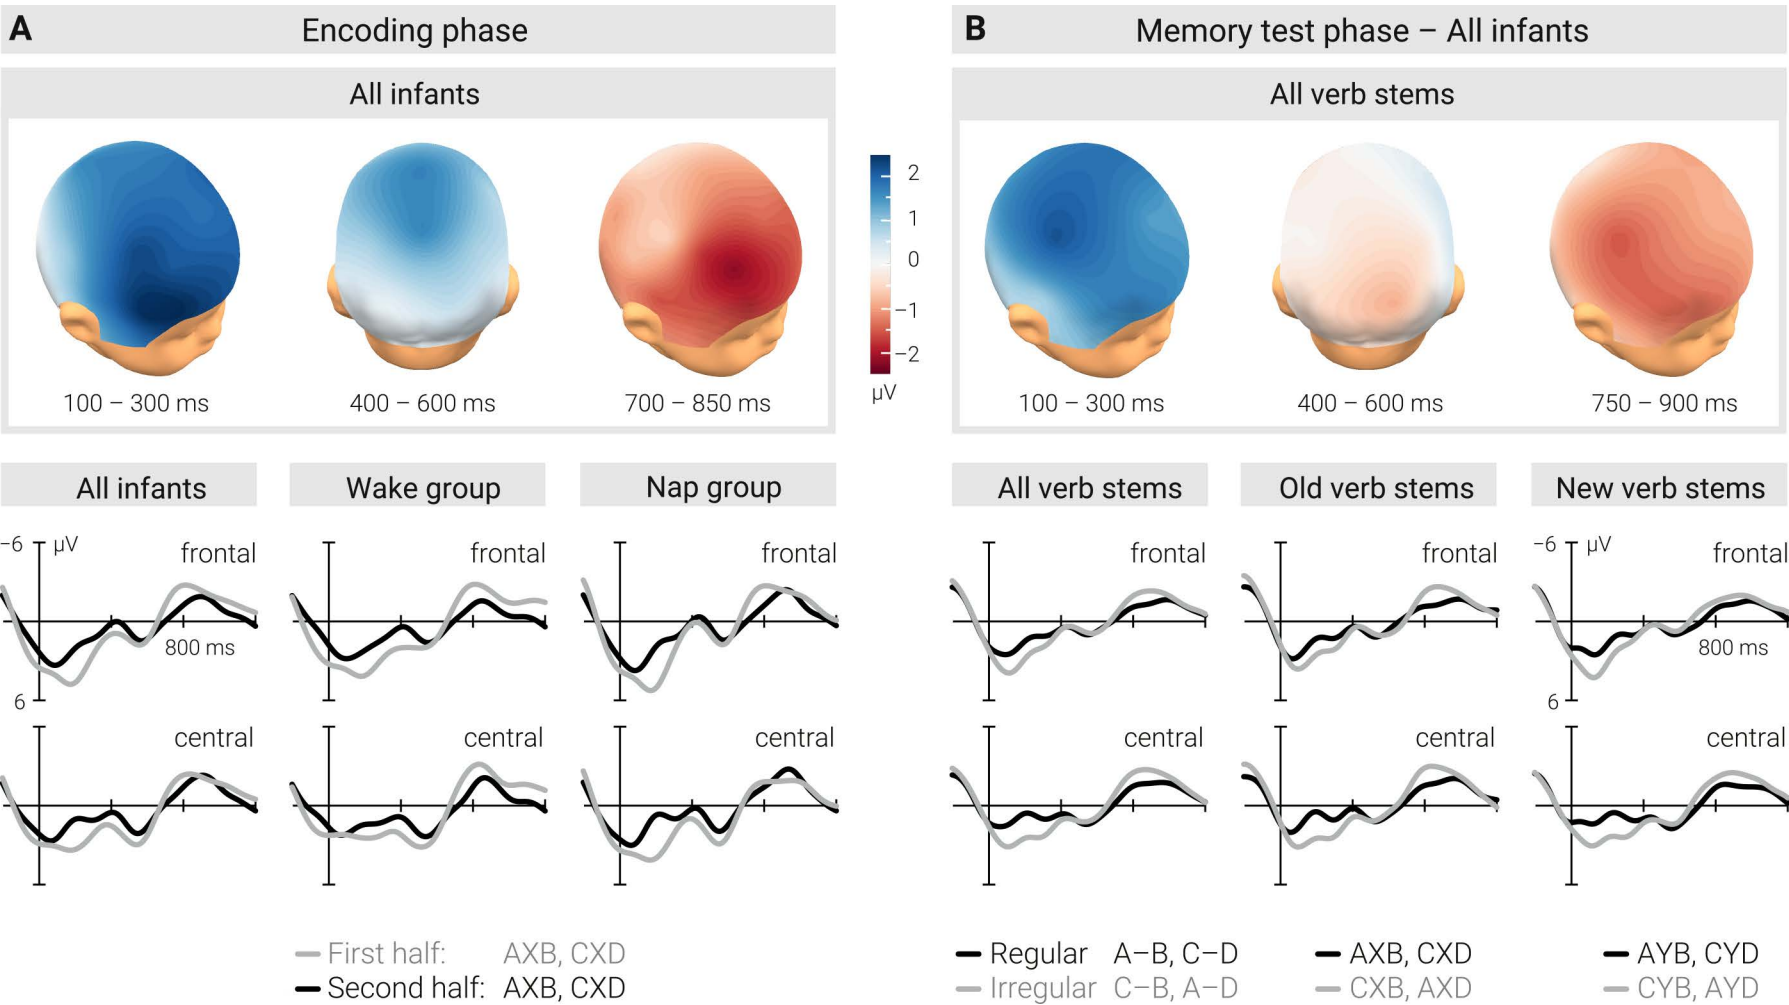 A Encoding phase
All infants
100 – 300 ms 400 – 600 ms 700 – 850 ms
2
1
0
−1
−2
µV
B Memory test phase – All infants
All verb stems
100 – 300 ms 400 – 600 ms 750 – 900 ms
All infants Wake group Nap group
−6 µV frontal frontal frontal
800 ms
6
central central central
First half: AXB, CXD
Second half: AXB, CXD
All verb stems Old verb stems New verb stems
frontal frontal −6 µV frontal
800 ms
6
central central central
Regular A–B, C–D AXB, CXD AYB, CYD
Irregular C–B, A–D CXB, AXD CYB, AYD